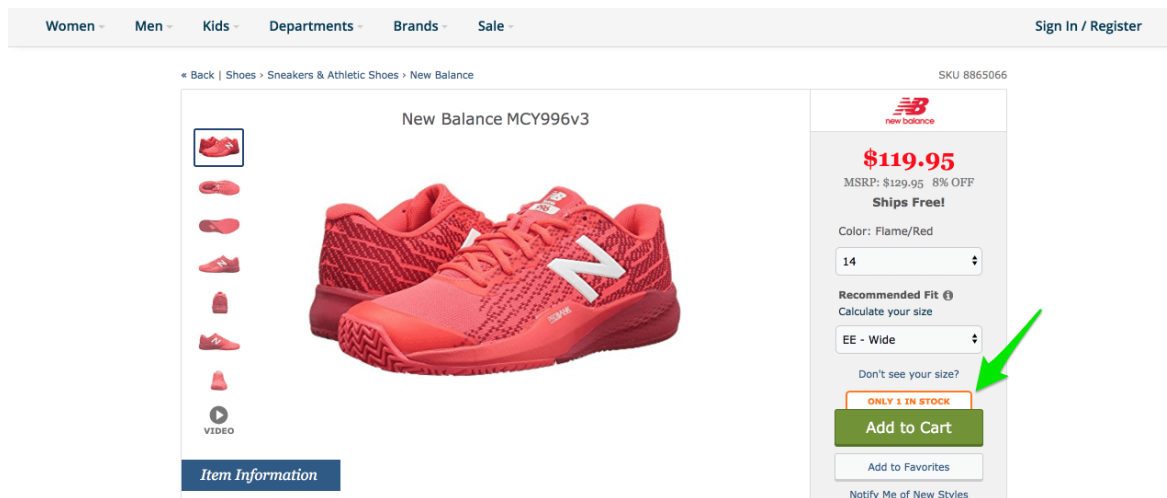 Women Men Kids Departments Brands Sale Sign In / Register
« Back | Shoes › Sneakers & Athletic Shoes › New Balance SKU 8865066
New Balance MCY996v3
NB
new balance
$119.95
MSRP: $129.95 8% OFF
Ships Free!
Color: Flame/Red
14
Recommended Fit
Calculate your size
EE - Wide
Don't see your size?
ONLY 1 IN STOCK
Add to Cart
Add to Favorites
Notify Me of New Styles
VIDEO
Item Information
NB
996
N